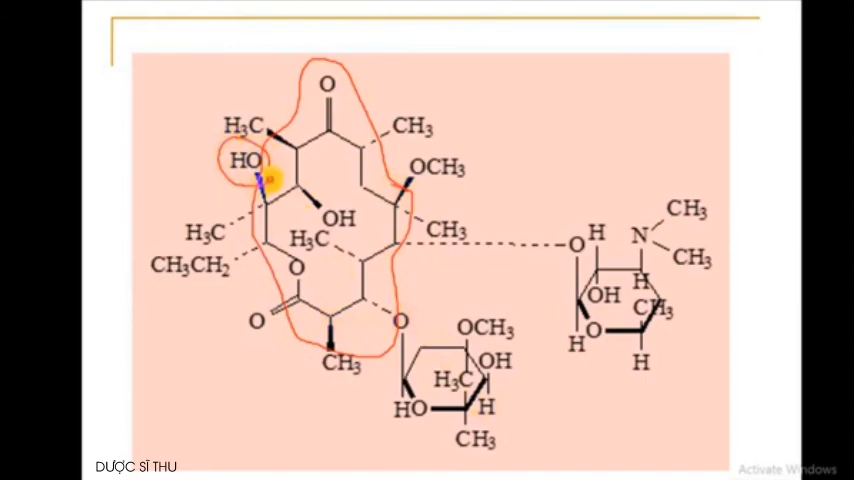 O
H₃C
CH₃
HO
OCH₃
OH
H₃C
H₃C
CH₃
CH₃CH₂
O
O
O
CH₃
OCH₃
OH
H₃C
HO
H
CH₃
O
H
N
CH₃
CH₃
OH
H
CH₃
O
H
H
DƯỢC SĨ THU
Activate Windows